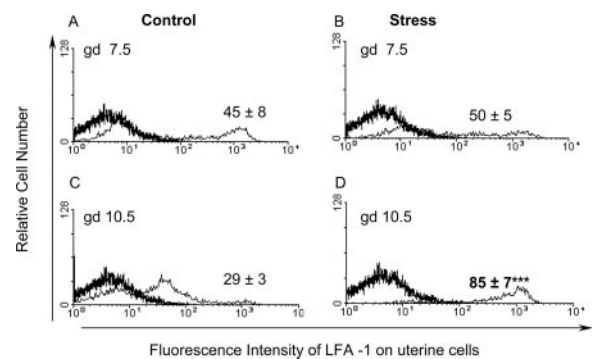 Control
Stress
A
128
gd 7.5
45 ± 8
0
10⁰ 10¹ 10² 10³ 10⁴
B
128
gd 7.5
50 ± 5
0
10⁰ 10¹ 10² 10³ 10⁴
C
128
gd 10.5
29 ± 3
0
10⁰ 10¹ 10² 10³ 10⁴
D
128
gd 10.5
85 ± 7***
0
10⁰ 10¹ 10² 10³ 10⁴
Relative Cell Number
Fluorescence Intensity of LFA -1 on uterine cells